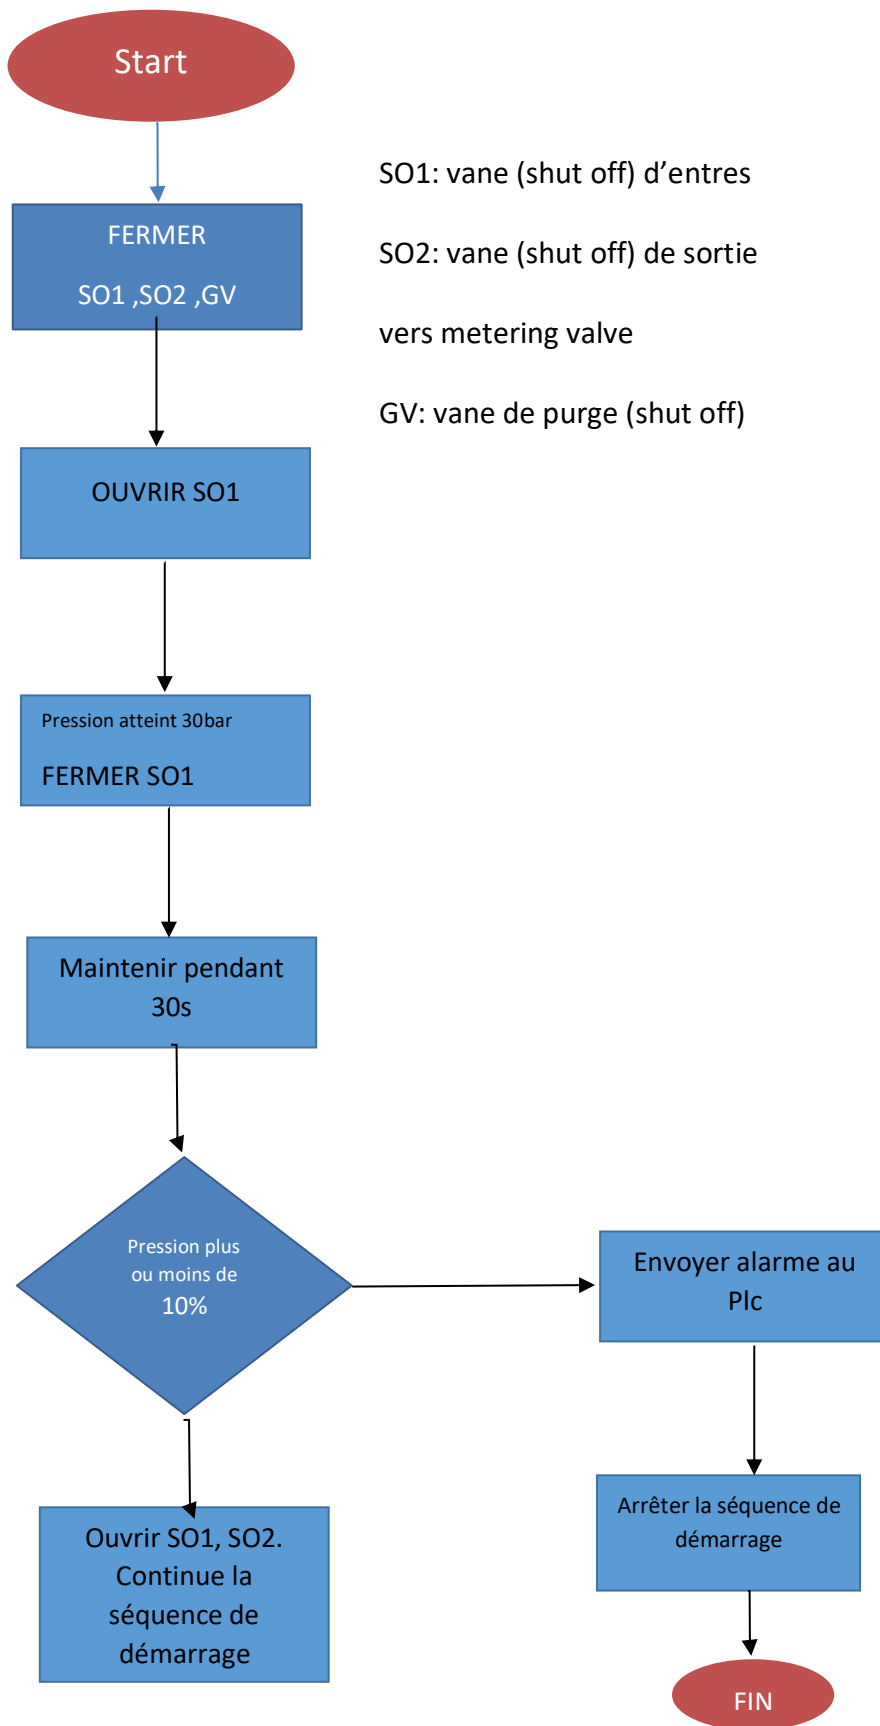 Start
SO1: vane (shut off) d’entres
SO2: vane (shut off) de sortie
vers metering valve
GV: vane de purge (shut off)
FERMER
SO1 ,SO2 ,GV
OUVRIR SO1
Pression atteint 30bar
FERMER SO1
Maintenir pendant
30s
Pression plus
ou moins de
10%
Envoyer alarme au
Plc
Arrêter la séquence de
démarrage
Ouvrir SO1, SO2.
Continue la
séquence de
démarrage
FIN